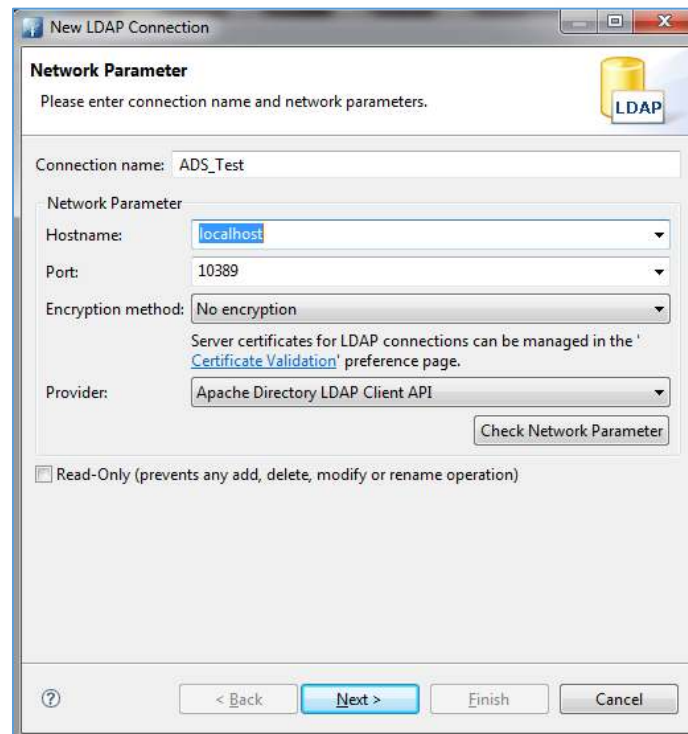 New LDAP Connection
Network Parameter
Please enter connection name and network parameters.
LDAP
Connection name: ADS_Test
Network Parameter
Hostname: localhost
Port: 10389
Encryption method: No encryption
Server certificates for LDAP connections can be managed in the '
Certificate Validation' preference page.
Provider: Apache Directory LDAP Client API
Check Network Parameter
Read-Only (prevents any add, delete, modify or rename operation)
? < Back Next > Finish Cancel